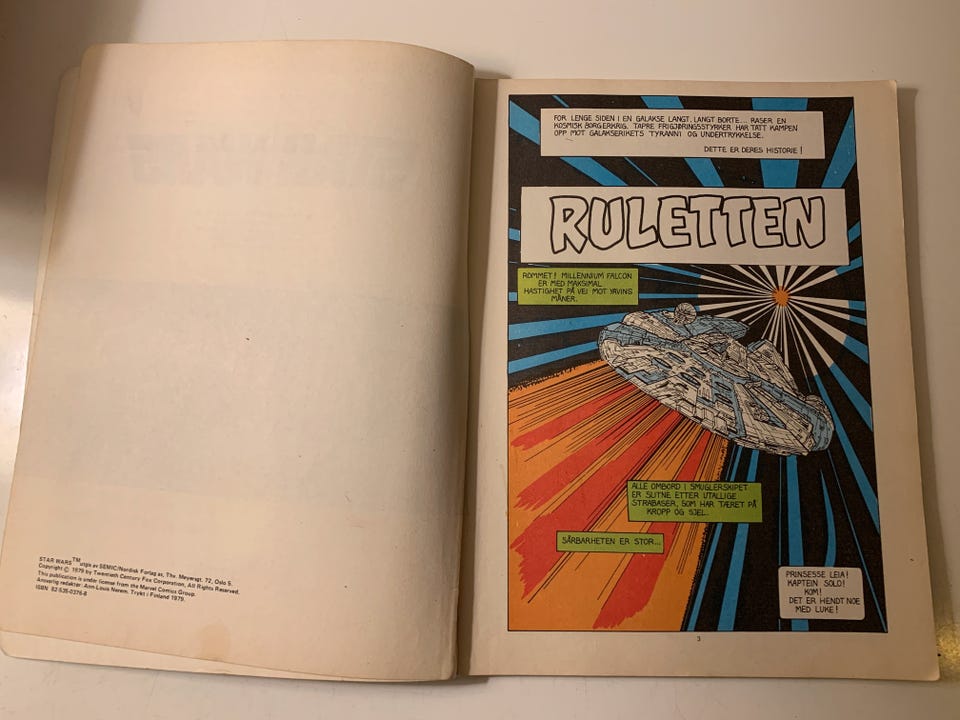 STAR WARS™ utgis av SEMIC/Nordisk Forlag as, Thv. Meyersgt. 72, Oslo 5.
Copyright © 1979 by Twentieth Century Fox Corporation, All Rights Reserved.
This publication is under license from the Marvel Comics Group.
Ansvarlig redaktør: Ann Louis Narem. Trykt i Finland 1979.
ISBN 82-535-0376-8
FOR LENGE SIDEN I EN GALAKSE LANGT, LANGT BORTE... RASER EN
KOSMISK BORGERKRIG. TAPRE FRIGJØRINGSSTYRKER HAR TATT KAMPEN
OPP MOT GALAKSERIKETS TYRANNI OG UNDERTRYKKELSE.
DETTE ER DERES HISTORIE!
RULETTEN
ROMMET! MILLENNIUM FALCON
ER MED MAKSIMAL
HASTIGHET PÅ VEI MOT YAVINS
MÅNER.
ALLE OMBORD I SMUGLERSKIPET
ER SLITNE ETTER UTALLIGE
STRABASER, SOM HAR TÆRET PÅ
KROPP OG SJEL.
SÅRBARHETEN ER STOR...
PRINSESSE LEIA!
KAPTEIN SOLO!
KOM!
DET ER HENDT NOE
MED LUKE!
3